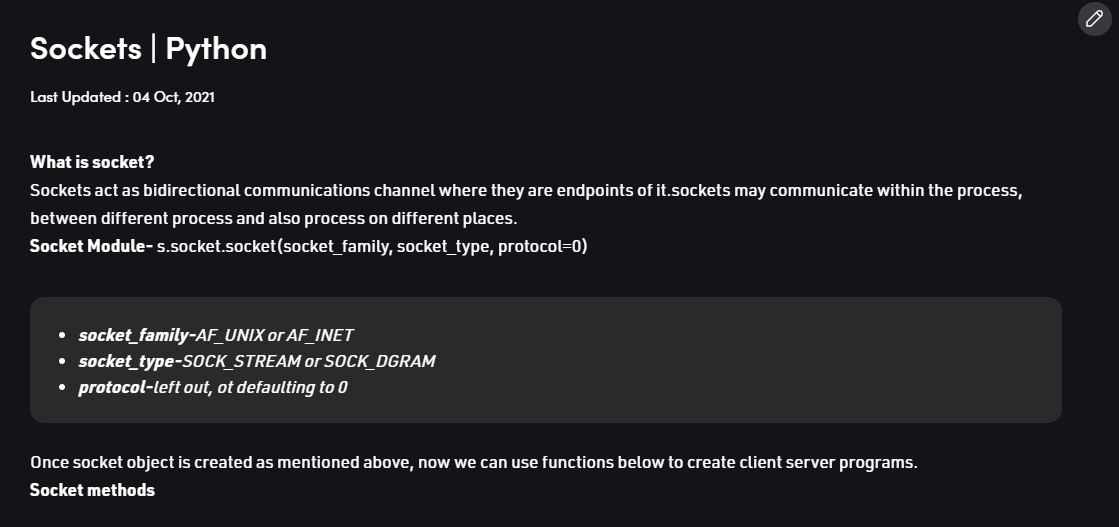 Sockets | Python
Last Updated : 04 Oct, 2021
What is socket?
Sockets act as bidirectional communications channel where they are endpoints of it.sockets may communicate within the process,
between different process and also process on different places.
Socket Module- s.socket.socket(socket_family, socket_type, protocol=0)
• socket_family-AF_UNIX or AF_INET
• socket_type-SOCK_STREAM or SOCK_DGRAM
• protocol-left out, ot defaulting to 0
Once socket object is created as mentioned above, now we can use functions below to create client server programs.
Socket methods